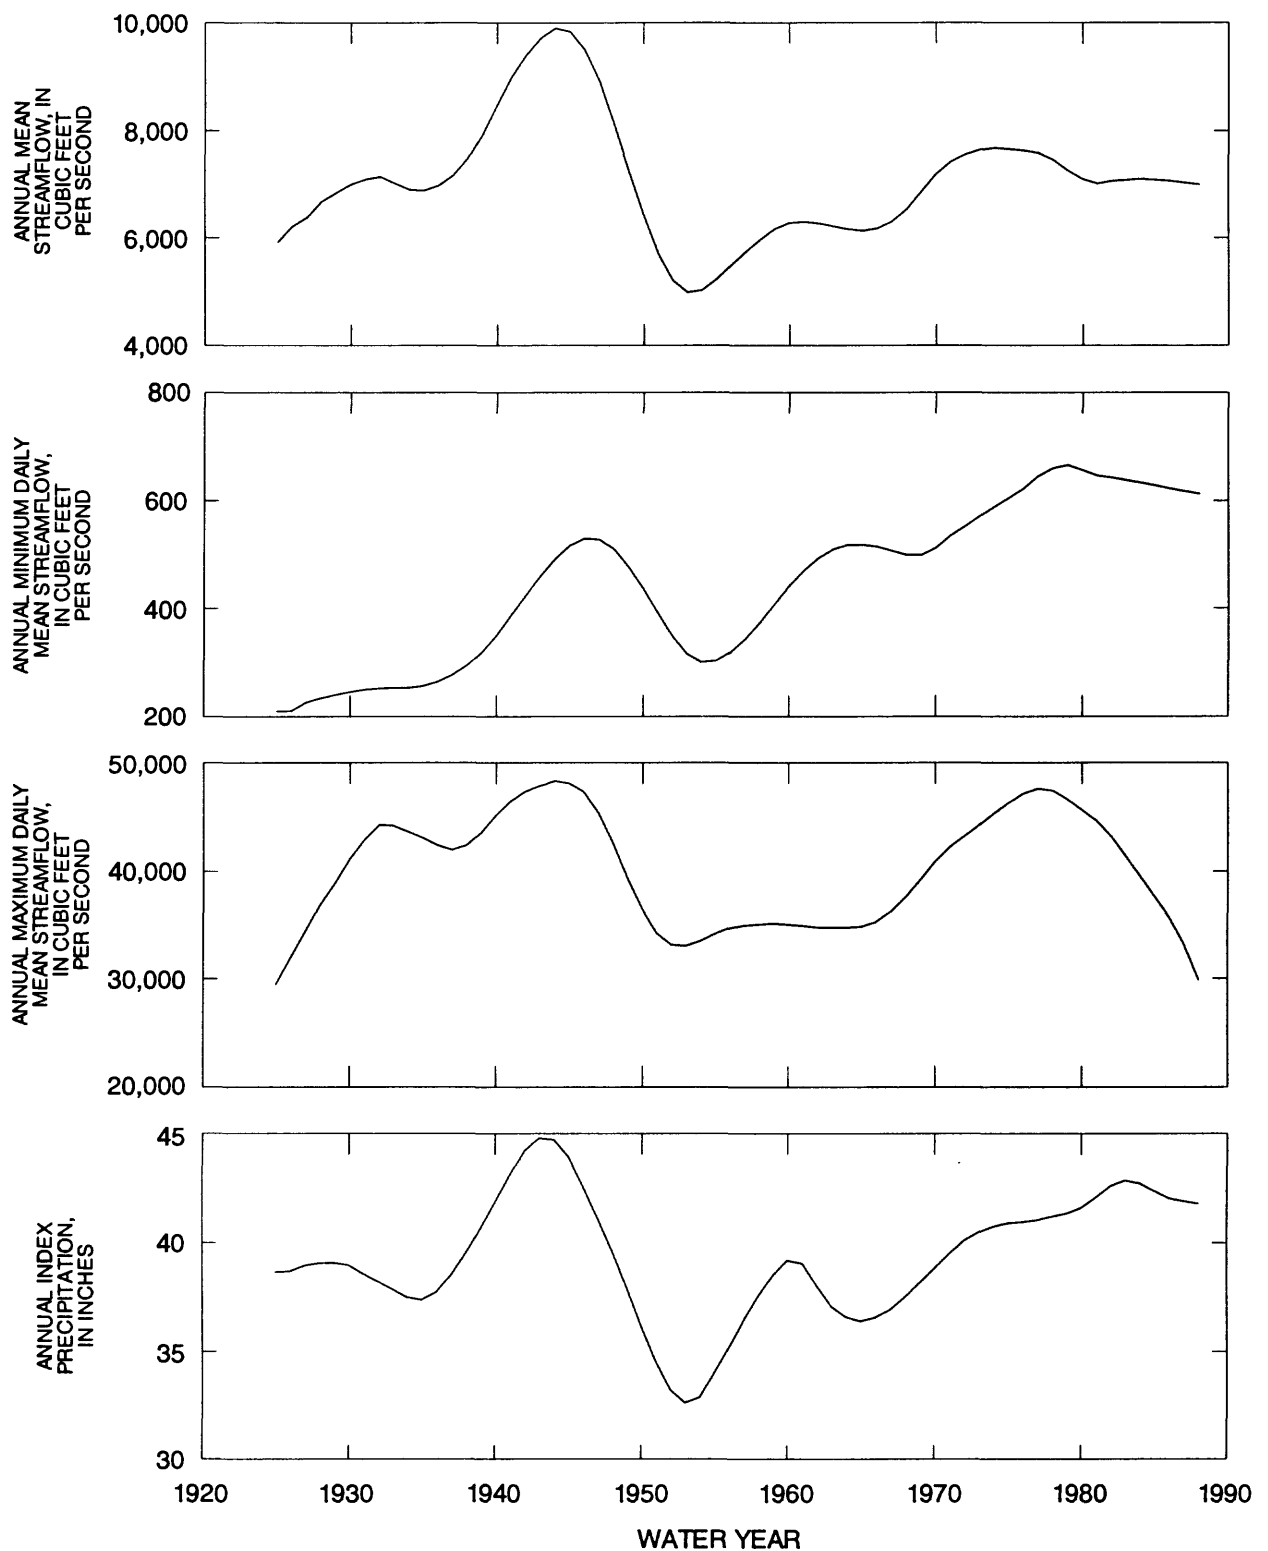 ANNUAL MEAN
STREAMFLOW, IN
CUBIC FEET
PER SECOND
10,000
8,000
6,000
4,000
ANNUAL MINIMUM DAILY
MEAN STREAMFLOW,
IN CUBIC FEET
PER SECOND
800
600
400
200
ANNUAL MAXIMUM DAILY
MEAN STREAMFLOW,
IN CUBIC FEET
PER SECOND
50,000
40,000
30,000
20,000
ANNUAL INDEX
PRECIPITATION,
IN INCHES
45
40
35
30
1920 1930 1940 1950 1960 1970 1980 1990
WATER YEAR